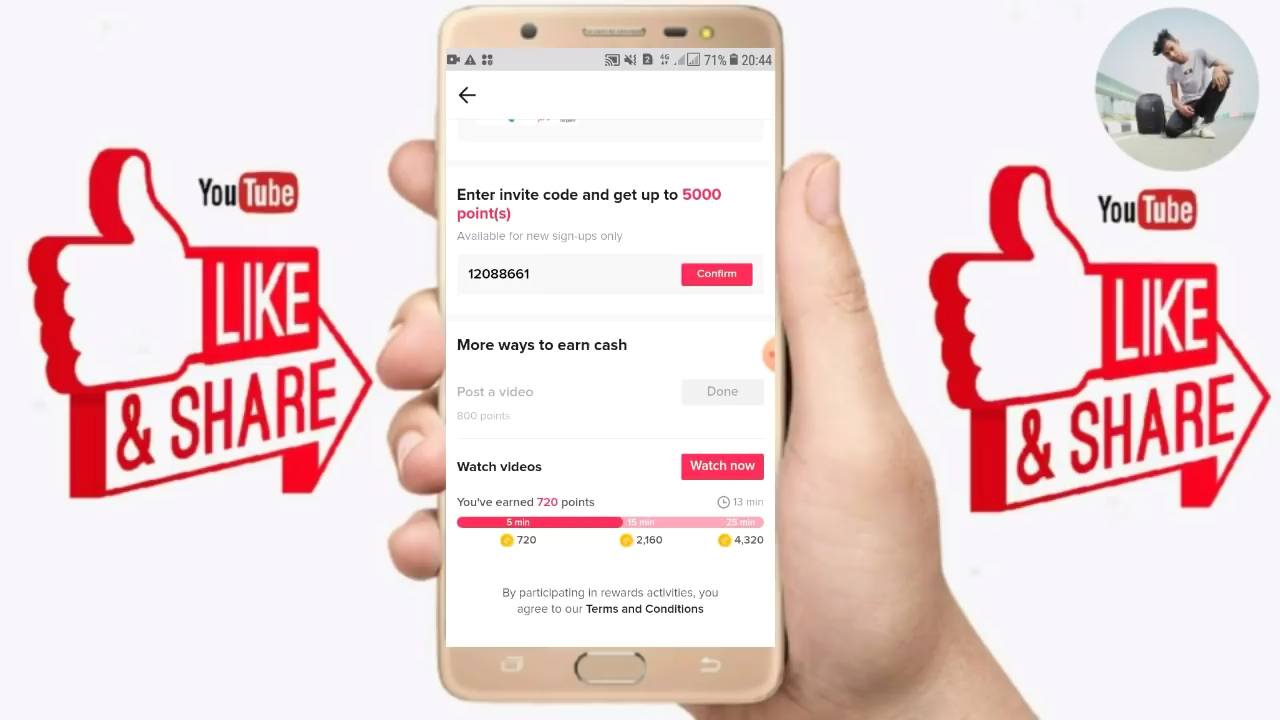 YouTube
LIKE
& SHARE
71% 20:44
Enter invite code and get up to 5000
point(s)
Available for new sign-ups only
12088661
Confirm
More ways to earn cash
Post a video
Done
800 points
Watch videos
Watch now
You've earned 720 points
13 min
5 min 15 min 25 min
720 2,160 4,320
By participating in rewards activities, you
agree to our Terms and Conditions
YouTube
LIKE
& SHARE